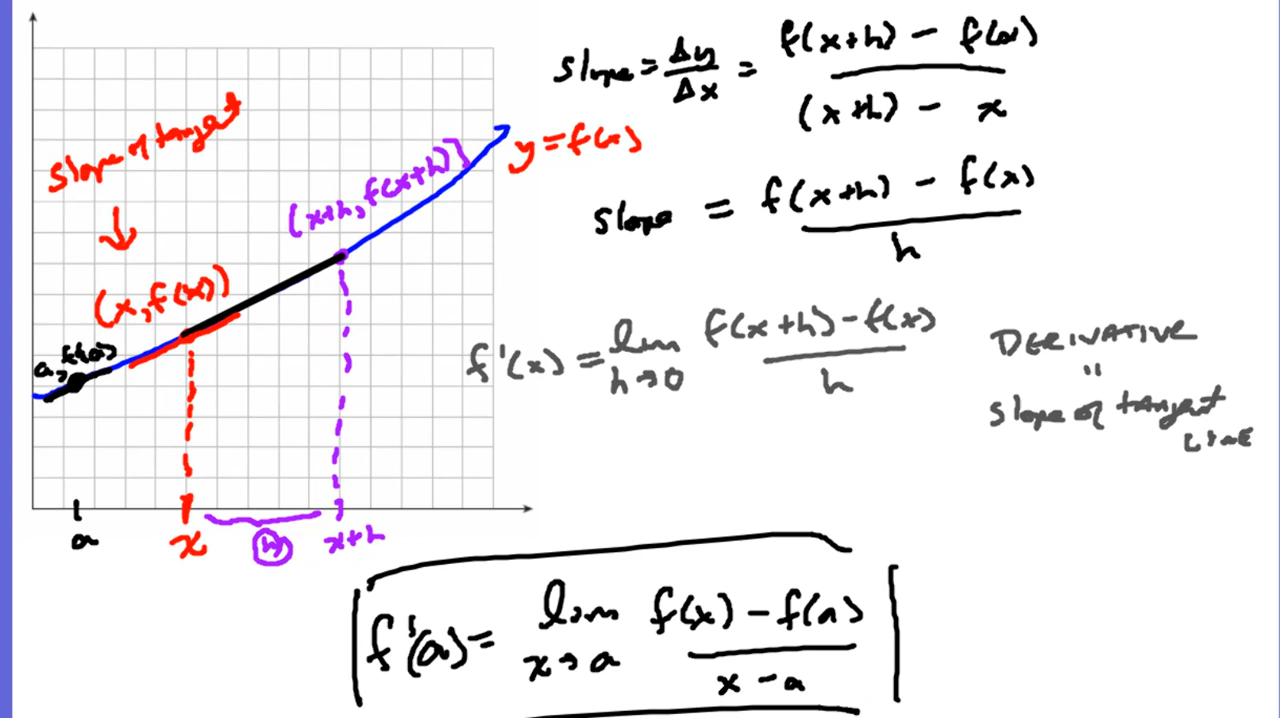 slope = Δy/Δx = f(x+h) - f(x) / (x+h) - x
slope of tangent
↓
y = f(x)
(x+h, f(x+h))
slope = f(x+h) - f(x) / h
(x, f(x))
a, f(a)
f'(x) = lim h→0 f(x+h) - f(x) / h
DERIVATIVE
"
slope of tangent
LINE
a
x
h
x+h
f'(a) = lim x→a f(x) - f(a) / x - a